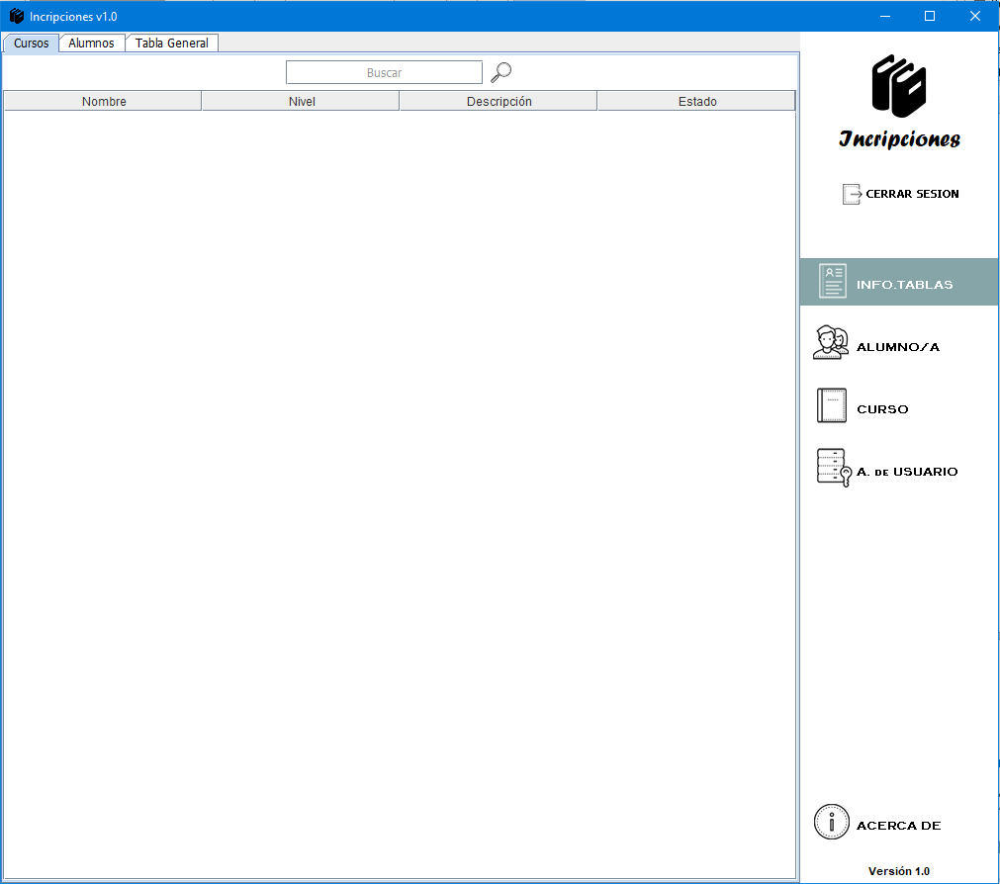 Incripciones v1.0
Cursos Alumnos Tabla General
Buscar
Nombre Nivel Descripción Estado
Incripciones
CERRAR SESION
INFO.TABLAS
ALUMNO/A
CURSO
A. DE USUARIO
ACERCA DE
Versión 1.0